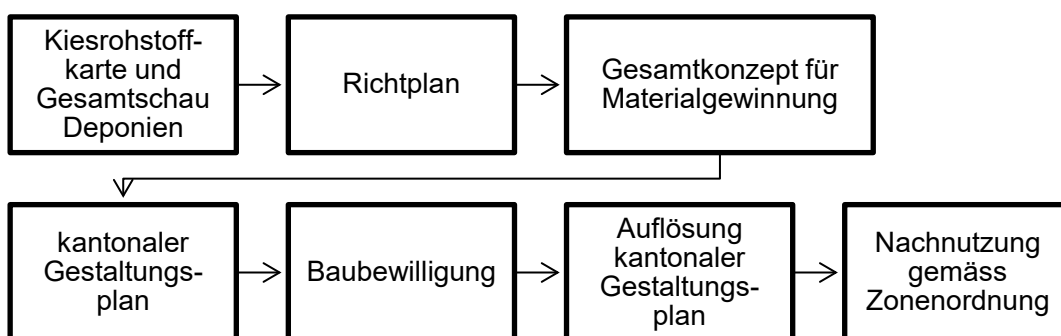 Kiesrohstoff-
karte und
Gesamtschau
Deponien
Richtplan
Gesamtkonzept für
Materialgewinnung
kantonaler
Gestaltungs-
plan
Baubewilligung
Auflösung
kantonaler
Gestaltungs-
plan
Nachnutzung
gemäss
Zonenordnung